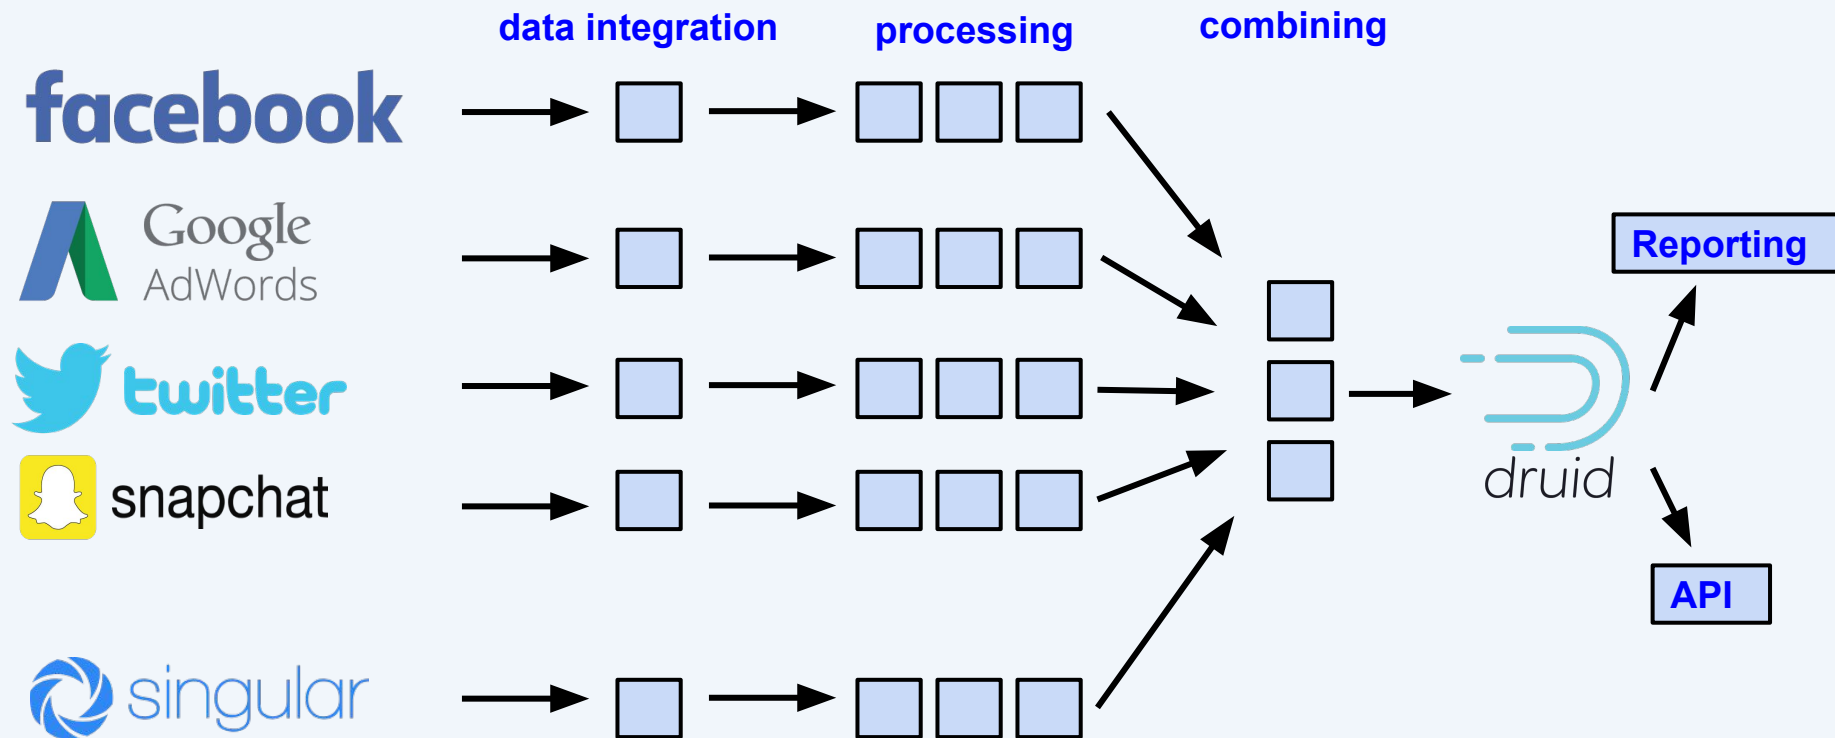 data integration
processing
combining
facebook
Google
AdWords
twitter
snapchat
singular
druid
Reporting
API